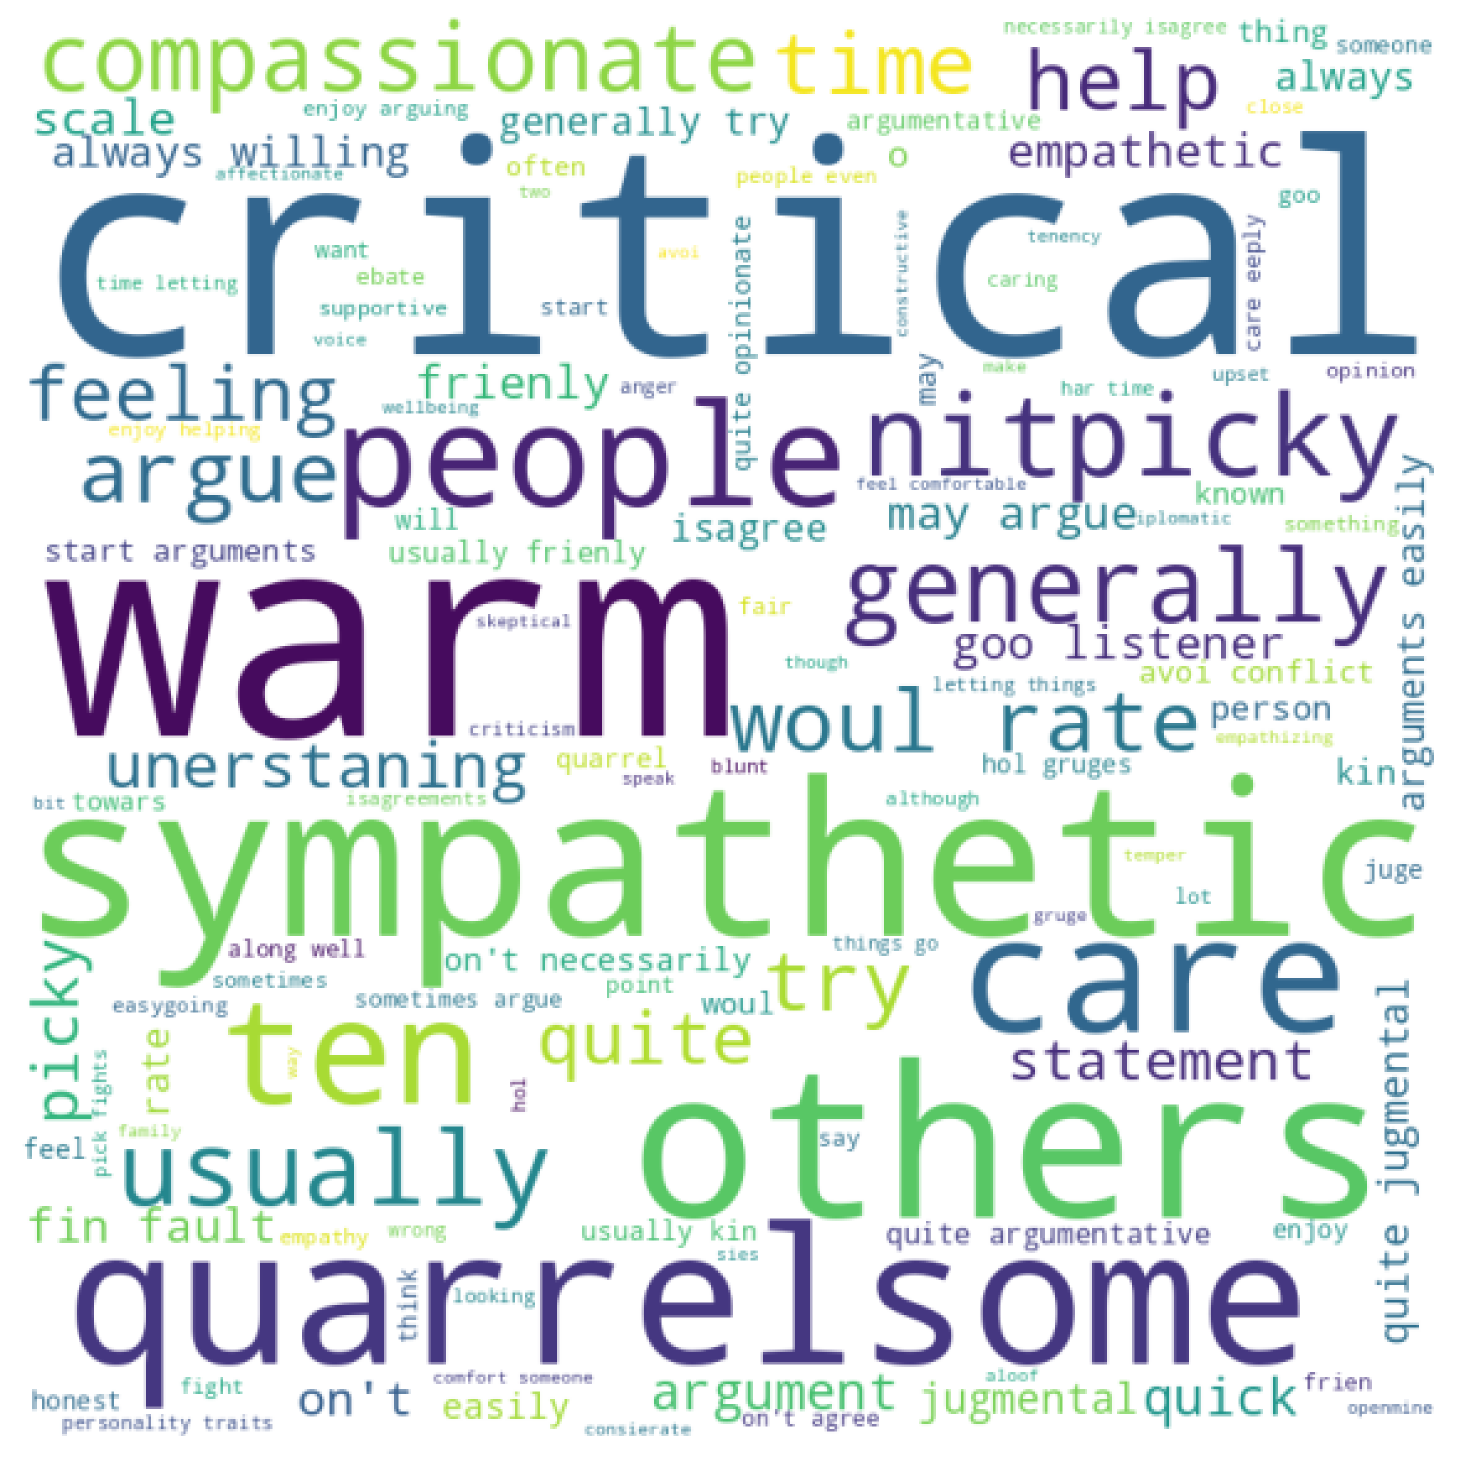 compassionate
time
necessarily isagree
thing
someone
help
always
scale
enjoy arguing
generally try
argumentative
close
always willing
affectionate
often
two
people even
o
empathetic
goo
critical
want
time letting
ebate
supportive
voice
start
avoi
quite opinionate
constructive
tenency
caring
care eeply
feeling
frienly
anger
wellbeing
may
make
har time
upset
opinion
enjoy helping
argue
people
nitpicky
feel comfortable
known
will
isagree
may argue
iplomatic
something
arguments easily
start arguments
usually frienly
warm
skeptical
fair
generally
goo listener
though
letting things
avoi conflict
criticism
woul rate
person
empathizing
unerstaning
quarrel
speak
blunt
hol gruges
kin
bit
towars
isagreements
although
sympathetic
temper
juge
lot
gruge
picky
along well
sometimes
on't necessarily
things go
try
care
point
easygoing
sometimes argue
woul
ten
way
quite
rate
statement
quite jugmental
pick fights
hol
others
feel
family
usually
say
fin fault
empathy
wrong
usually kin
sies
quite argumentative
enjoy
quarrelsome
think
looking
honest
fight
personality traits
on't
comfort someone
easily
argument
on't agree
consierate
aloof
jugmental
quick
frien
openmine